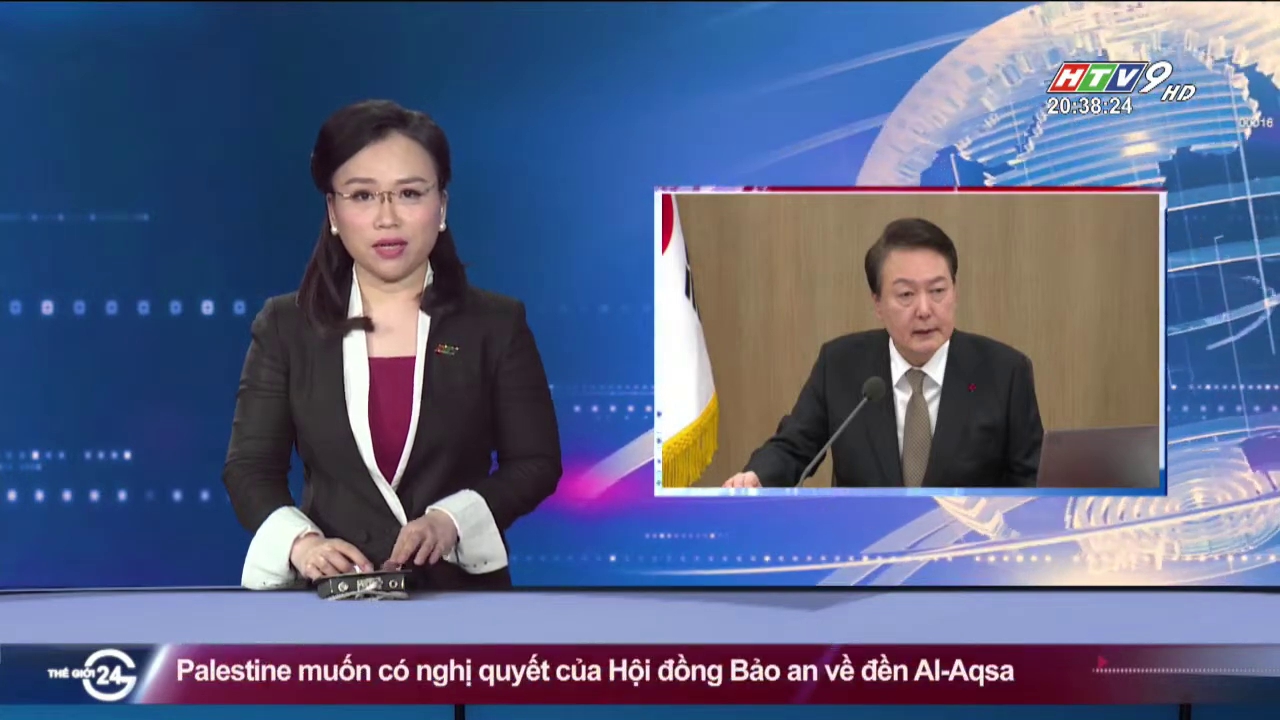 HTV9 HD
20:38:24
00016
THẾ GIỚI 24G
Palestine muốn có nghị quyết của Hội đồng Bảo an về đền Al-Aqsa